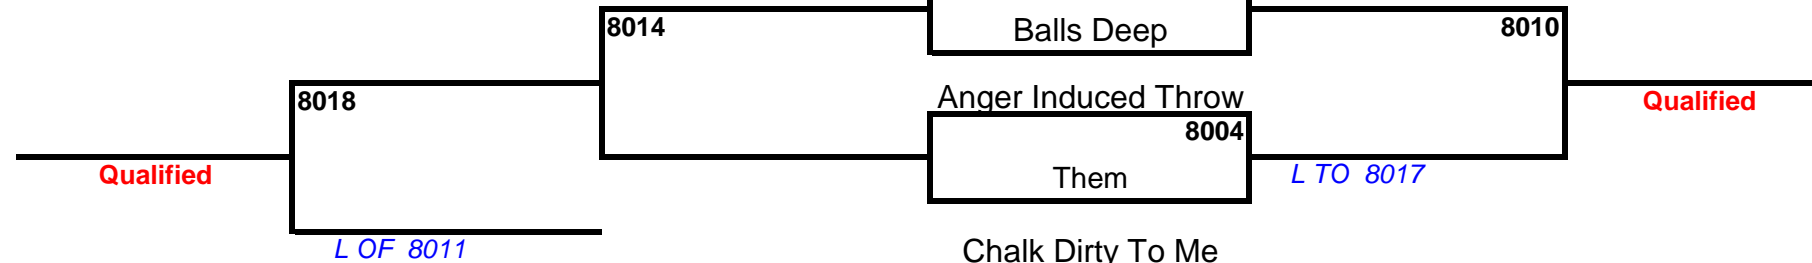 8014
Balls Deep
8010
8018
Anger Induced Throw
Qualified
8004
Qualified
Them
L TO 8017
L OF 8011
Chalk Dirty To Me